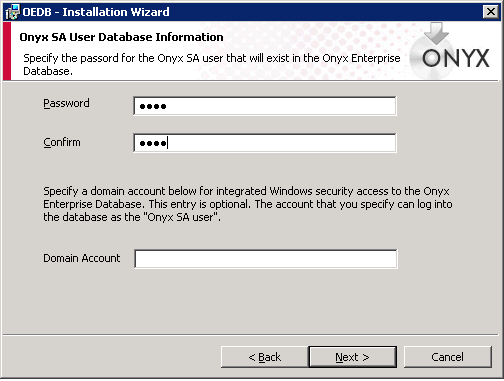 OEDB - Installation Wizard
Onyx SA User Database Information
Specify the passord for the Onyx SA user that will exist in the Onyx Enterprise
Database.
ONYX
Password ●●●●
Confirm ●●●●
Specify a domain account below for integrated Windows security access to the Onyx
Enterprise Database. This entry is optional. The account that you specify can log into
the database as the "Onyx SA user".
Domain Account
< Back Next > Cancel